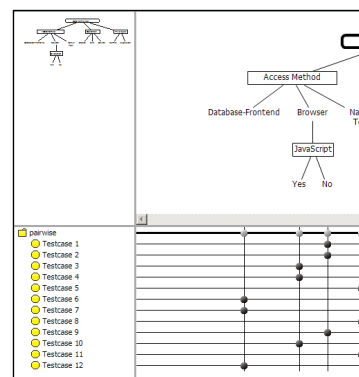 Access Method
Database-Frontend Browser Na
T
JavaScript
Yes No
pairwise
Testcase 1
Testcase 2
Testcase 3
Testcase 4
Testcase 5
Testcase 6
Testcase 7
Testcase 8
Testcase 9
Testcase 10
Testcase 11
Testcase 12